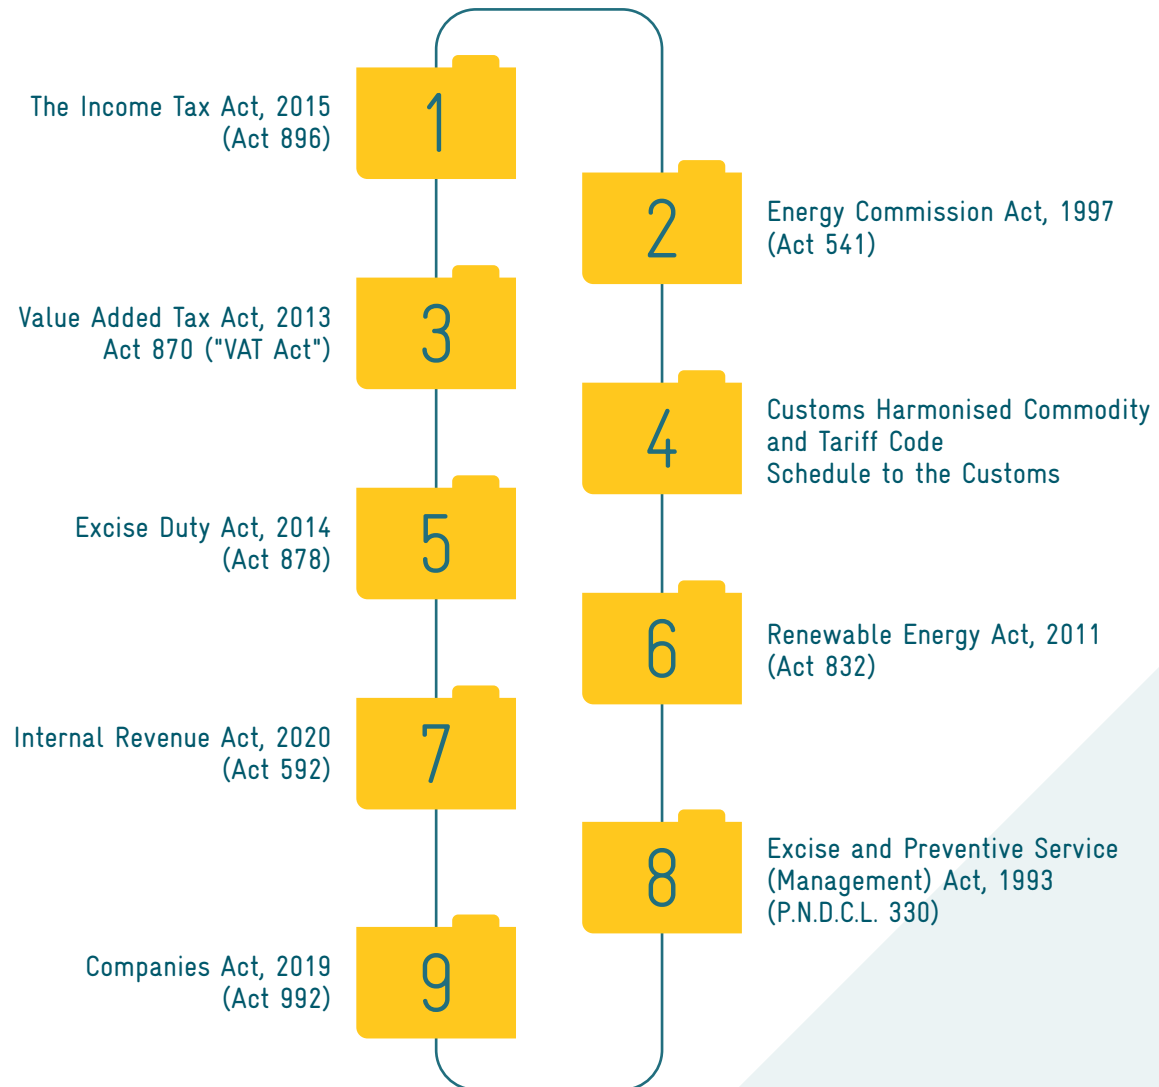 1
The Income Tax Act, 2015
(Act 896)
2
Energy Commission Act, 1997
(Act 541)
3
Value Added Tax Act, 2013
Act 870 ("VAT Act")
4
Customs Harmonised Commodity
and Tariff Code
Schedule to the Customs
5
Excise Duty Act, 2014
(Act 878)
6
Renewable Energy Act, 2011
(Act 832)
7
Internal Revenue Act, 2020
(Act 592)
8
Excise and Preventive Service
(Management) Act, 1993
(P.N.D.C.L. 330)
9
Companies Act, 2019
(Act 992)